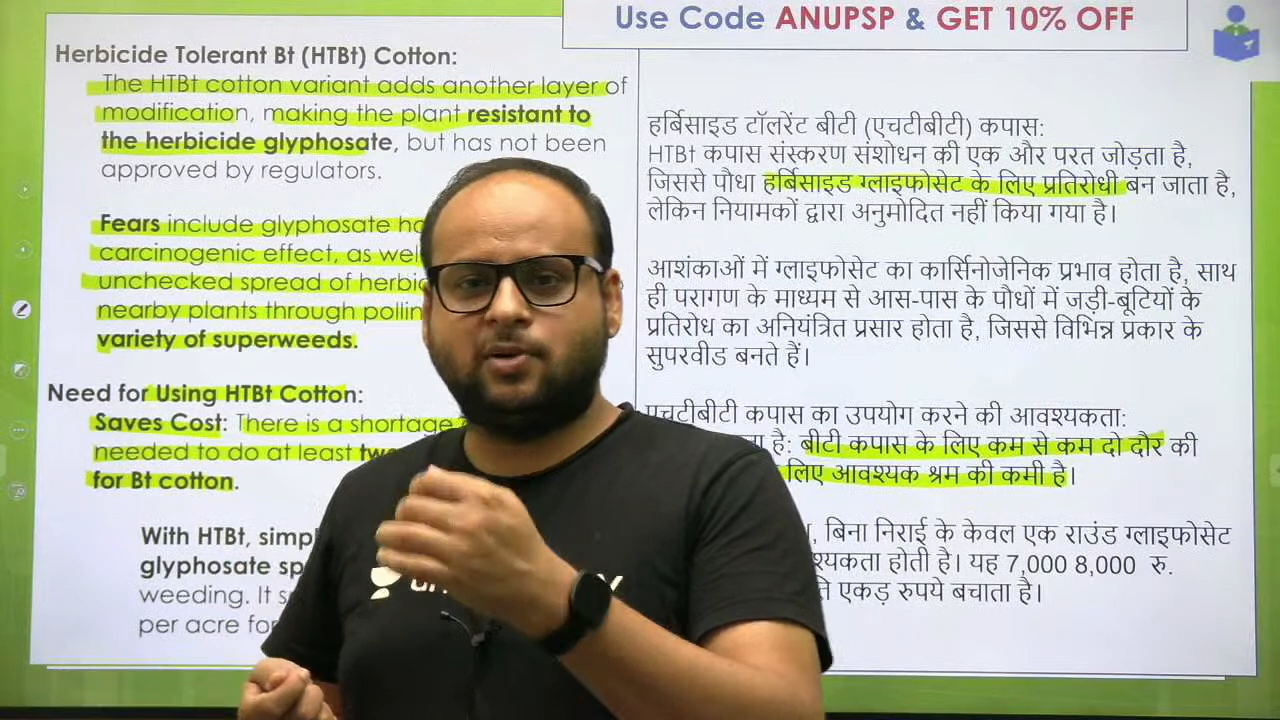 Use Code ANUPSP & GET 10% OFF
Herbicide Tolerant Bt (HTBt) Cotton:
The HTBt cotton variant adds another layer of
modification, making the plant resistant to
the herbicide glyphosate, but has not been
approved by regulators.
Fears include glyphosate
carcinogenic effect, as
unchecked spread of
nearby plants through
variety of superweeds.
Need for Using HTBt Cotton:
Saves Cost: There is a shortage
needed to do at least
for Bt cotton.
With HTBt,
glyphosate
weeding. It
per acre
हर्बिसाइड टॉलरेंट बीटी (एचटीबीटी) कपास:
HTBt कपास संस्करण संशोधन की एक और परत जोड़ता है,
जिससे पौधा हर्बिसाइड ग्लाइफोसेट के लिए प्रतिरोधी बन जाता है,
लेकिन नियामकों द्वारा अनुमोदित नहीं किया गया है।
आशंकाओं में ग्लाइफोसेट का कार्सिनोजेनिक प्रभाव होता है, साथ
ही परागण के माध्यम से आस-पास के पौधों में जड़ी-बूटियों के
प्रतिरोध का अनियंत्रित प्रसार होता है, जिससे विभिन्न प्रकार के
सुपरवीड बनते हैं।
एचटीबीटी कपास का उपयोग करने की आवश्यकता:
है: बीटी कपास के लिए कम से कम दो दौर की
लिए आवश्यक श्रम की कमी है।
, बिना निराई के केवल एक राउंड ग्लाइफोसेट
होती है। यह 7,000 8,000 रु.
एकड़ रुपये बचाता है।